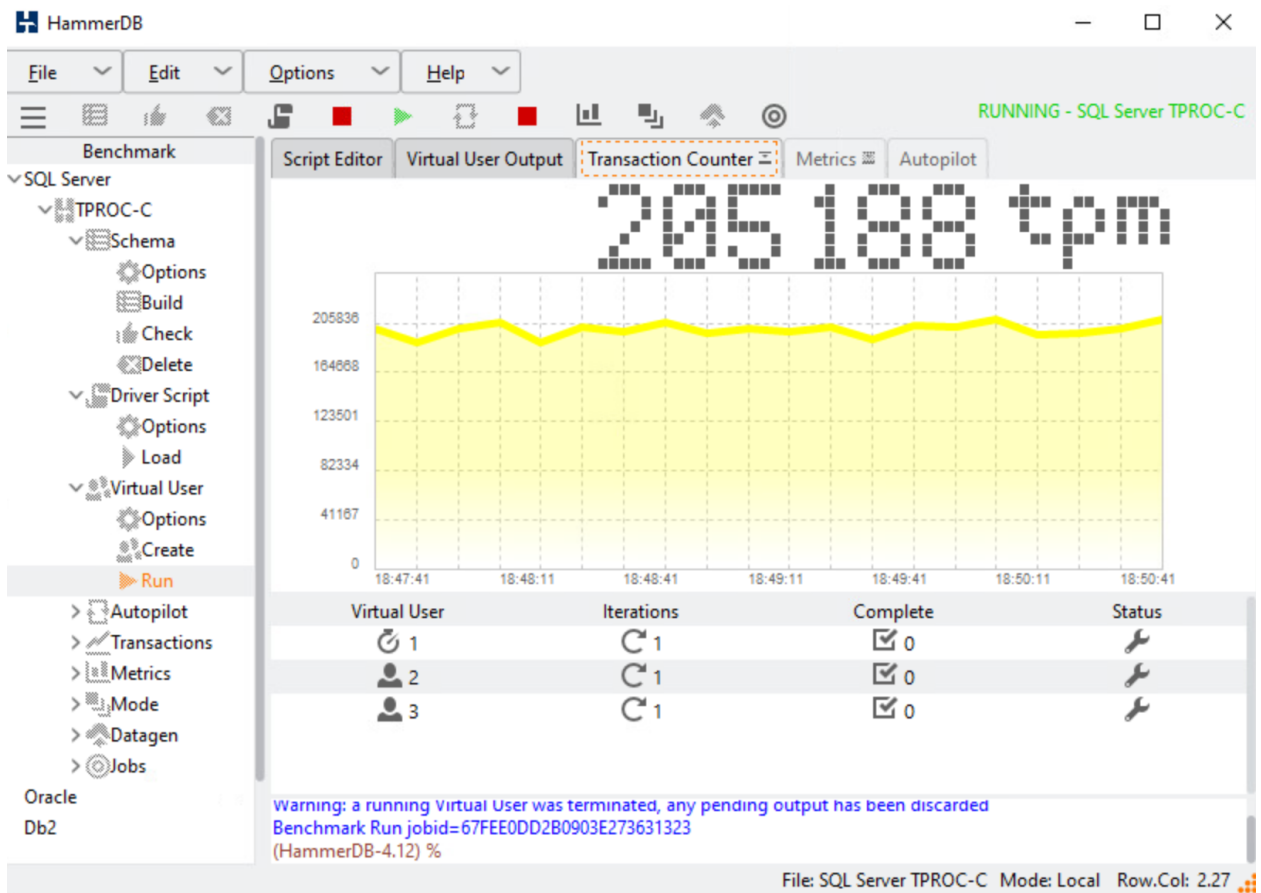 HammerDB
File Edit Options Help
RUNNING - SQL Server TPROC-C
Benchmark
SQL Server
TPROC-C
Schema
Options
Build
Check
Delete
Driver Script
Options
Load
Virtual User
Options
Create
Run
Autopilot
Transactions
Metrics
Mode
Datagen
Jobs
Oracle
Db2
Script Editor Virtual User Output Transaction Counter Metrics Autopilot
205188 tpm
205836
164668
123501
82334
41167
0
18:47:41 18:48:11 18:48:41 18:49:11 18:49:41 18:50:11 18:50:41
Virtual User Iterations Complete Status
1 1 0
2 1 0
3 1 0
Warning: a running Virtual User was terminated, any pending output has been discarded
Benchmark Run jobid=67FEE0DD2B0903E273631323
(HammerDB-4.12) %
File: SQL Server TPROC-C Mode: Local Row.Col: 2.27